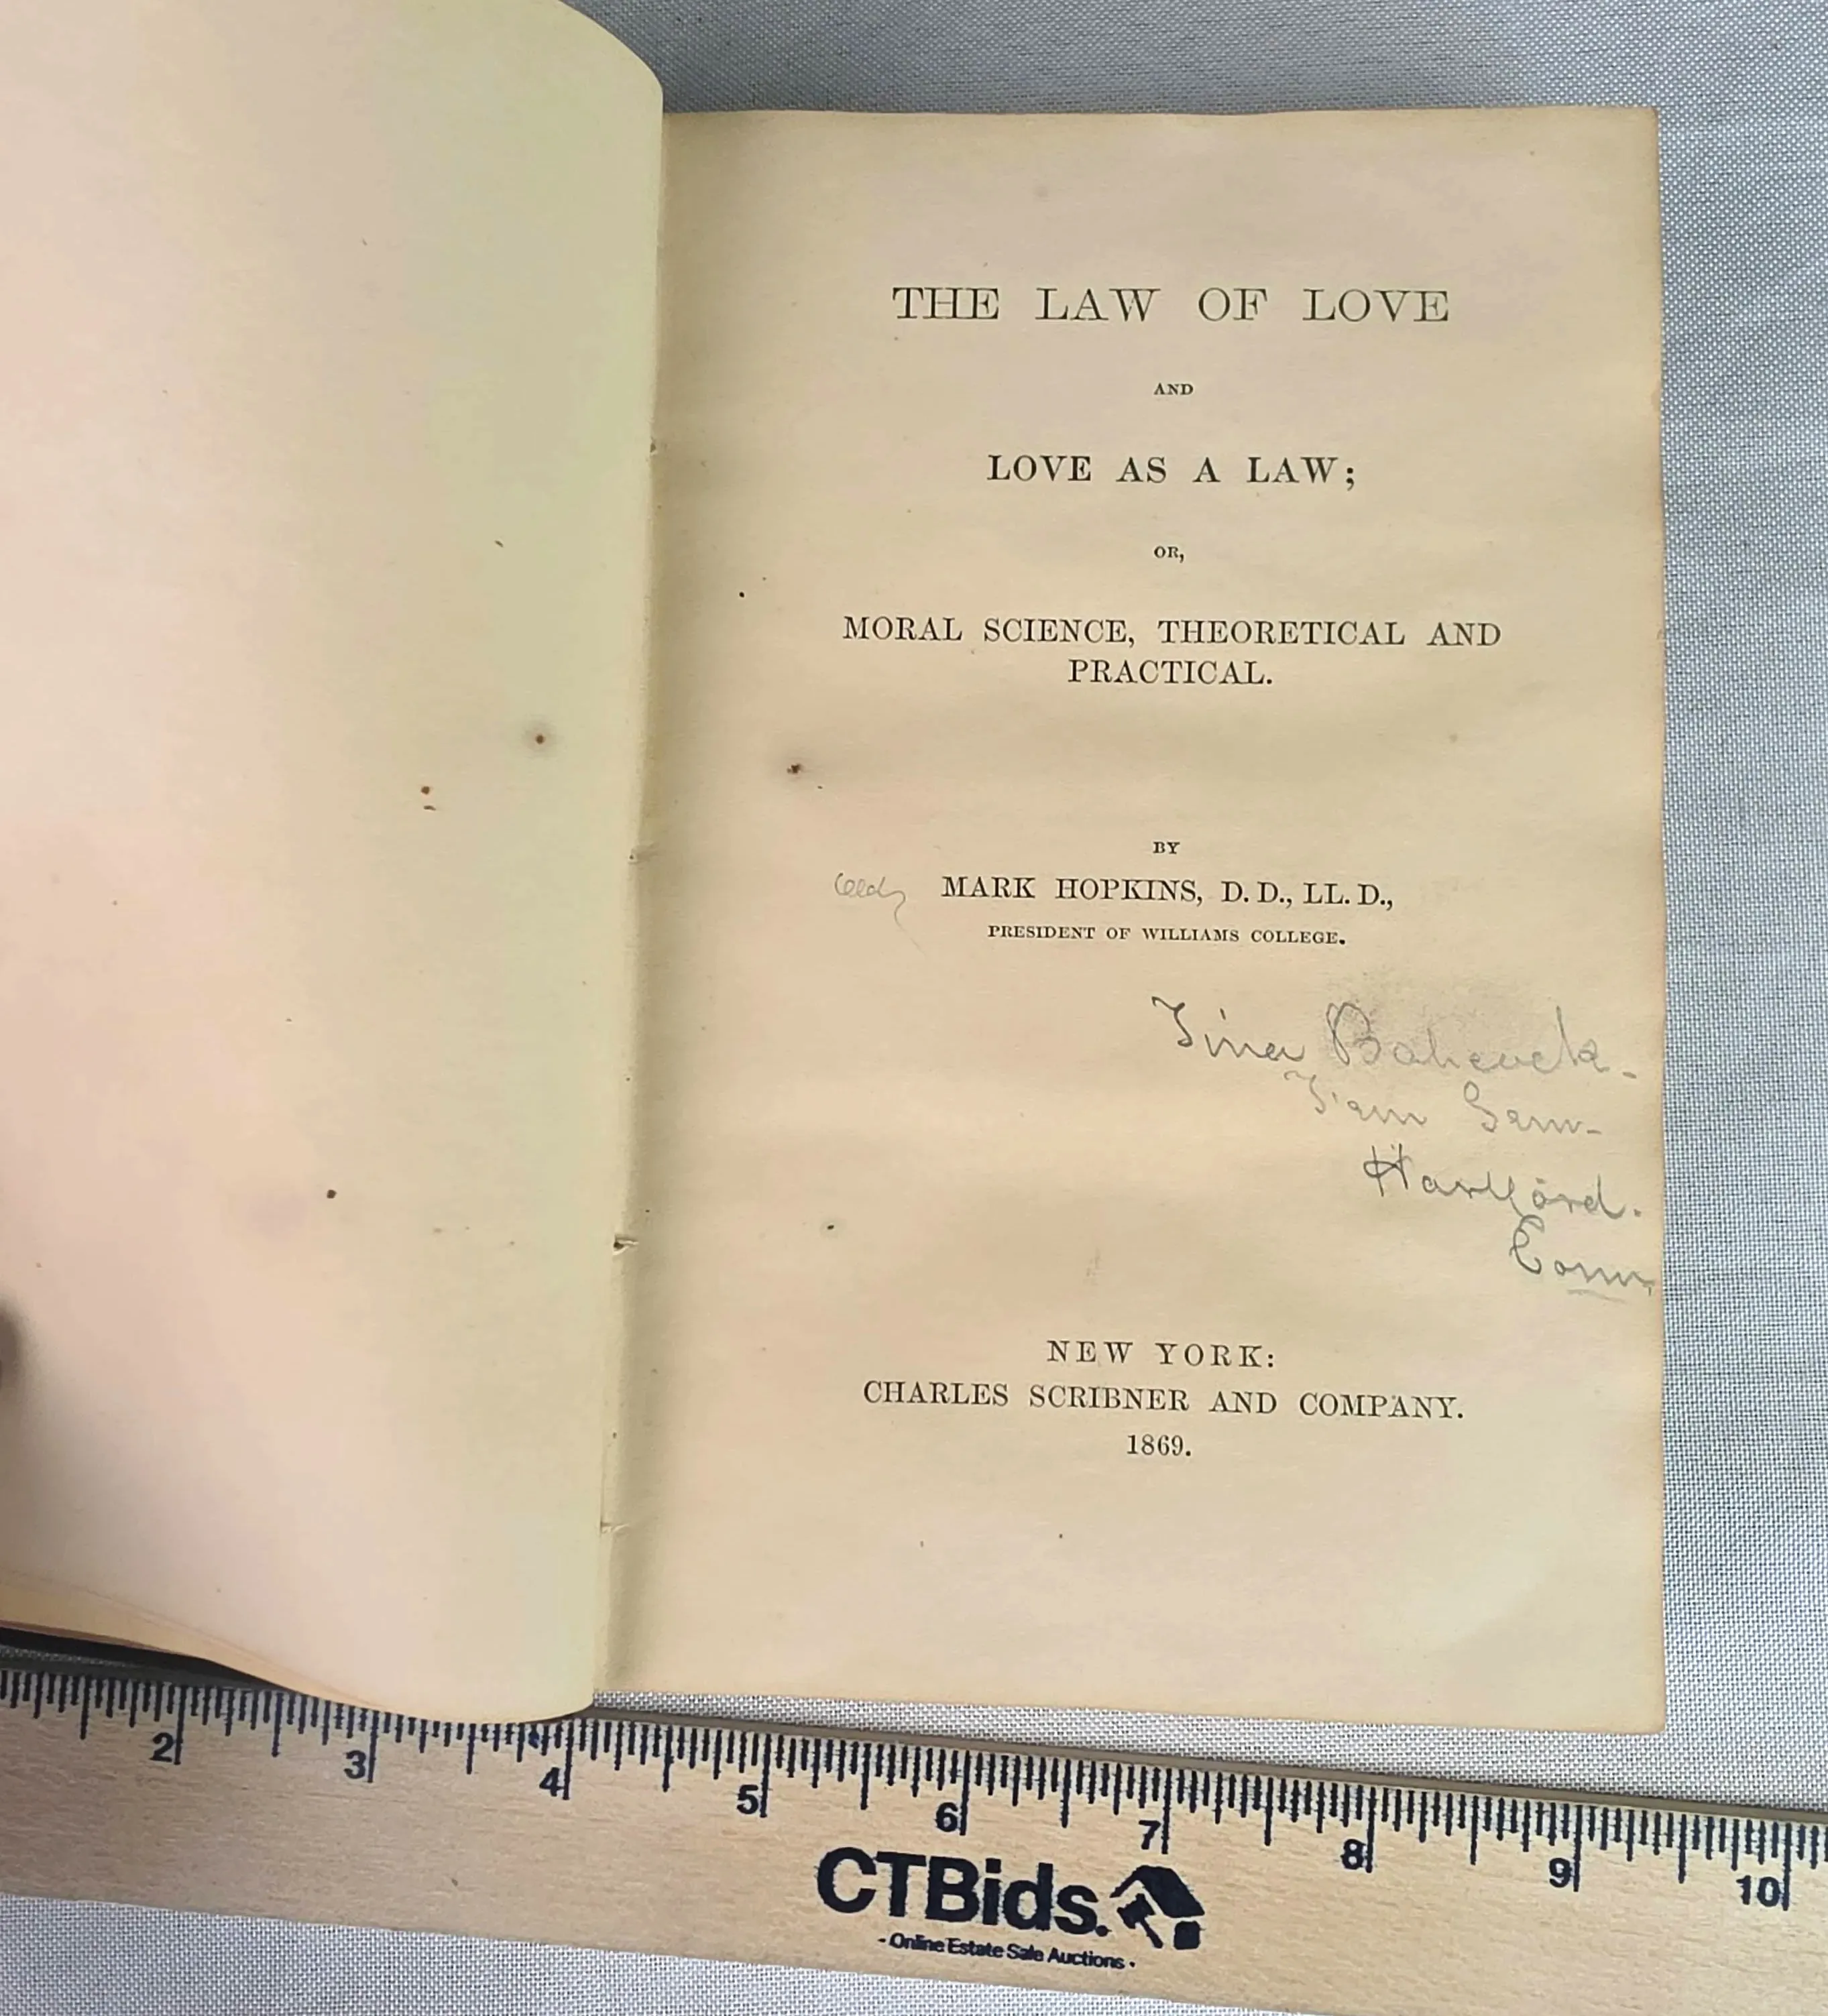 THE LAW OF LOVE
AND
LOVE AS A LAW;
OR,
MORAL SCIENCE, THEORETICAL AND
PRACTICAL.
BY
MARK HOPKINS, D. D., LL. D.,
PRESIDENT OF WILLIAMS COLLEGE.
Babcock.
Sem.
Hartford.
Conn.
NEW YORK:
CHARLES SCRIBNER AND COMPANY.
1869.
2 3 4 5 6 7 8 9 10
CTBids.
- Online Estate Sale Auctions -